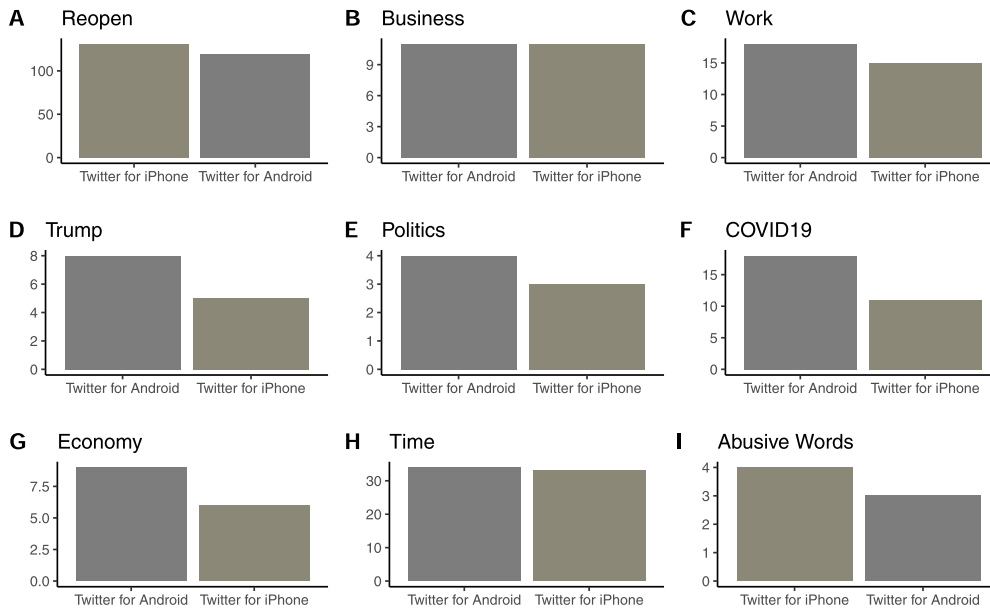 A Reopen
100
50
0
Twitter for iPhone Twitter for Android
B Business
9
6
3
0
Twitter for Android Twitter for iPhone
C Work
15
10
5
0
Twitter for Android Twitter for iPhone
D Trump
8
6
4
2
0
Twitter for Android Twitter for iPhone
E Politics
4
3
2
1
0
Twitter for Android Twitter for iPhone
F COVID19
15
10
5
0
Twitter for Android Twitter for iPhone
G Economy
7.5
5.0
2.5
0.0
Twitter for Android Twitter for iPhone
H Time
30
20
10
0
Twitter for Android Twitter for iPhone
I Abusive Words
4
3
2
1
0
Twitter for iPhone Twitter for Android